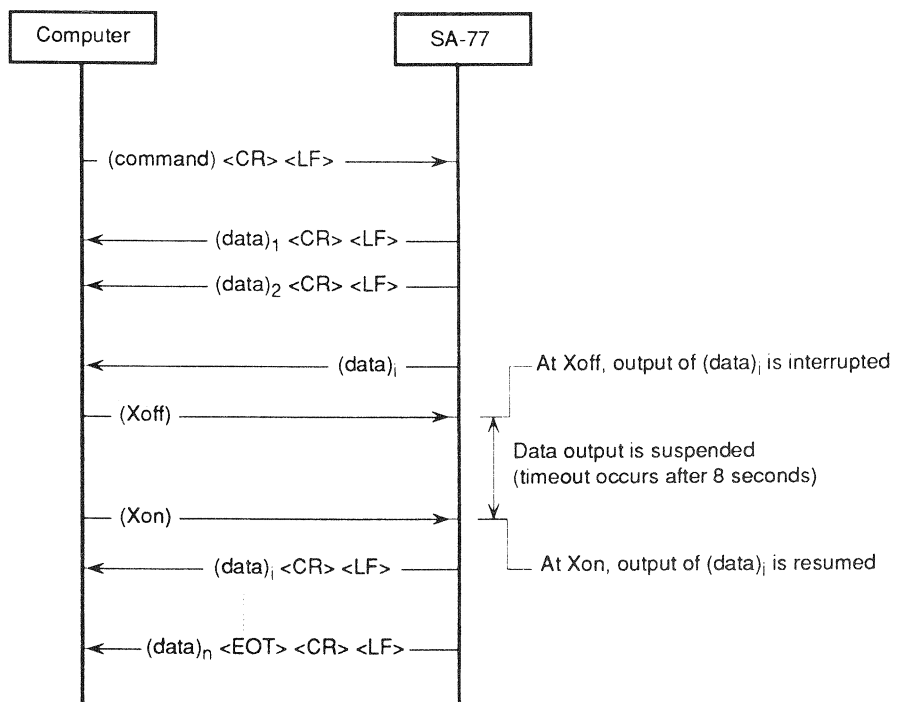 Computer
SA-77
(command) <CR> <LF>
(data)1 <CR> <LF>
(data)2 <CR> <LF>
(data)i
At Xoff, output of (data)i is interrupted
(Xoff)
Data output is suspended
(timeout occurs after 8 seconds)
(Xon)
(data)i <CR> <LF>
At Xon, output of (data)i is resumed
(data)n <EOT> <CR> <LF>